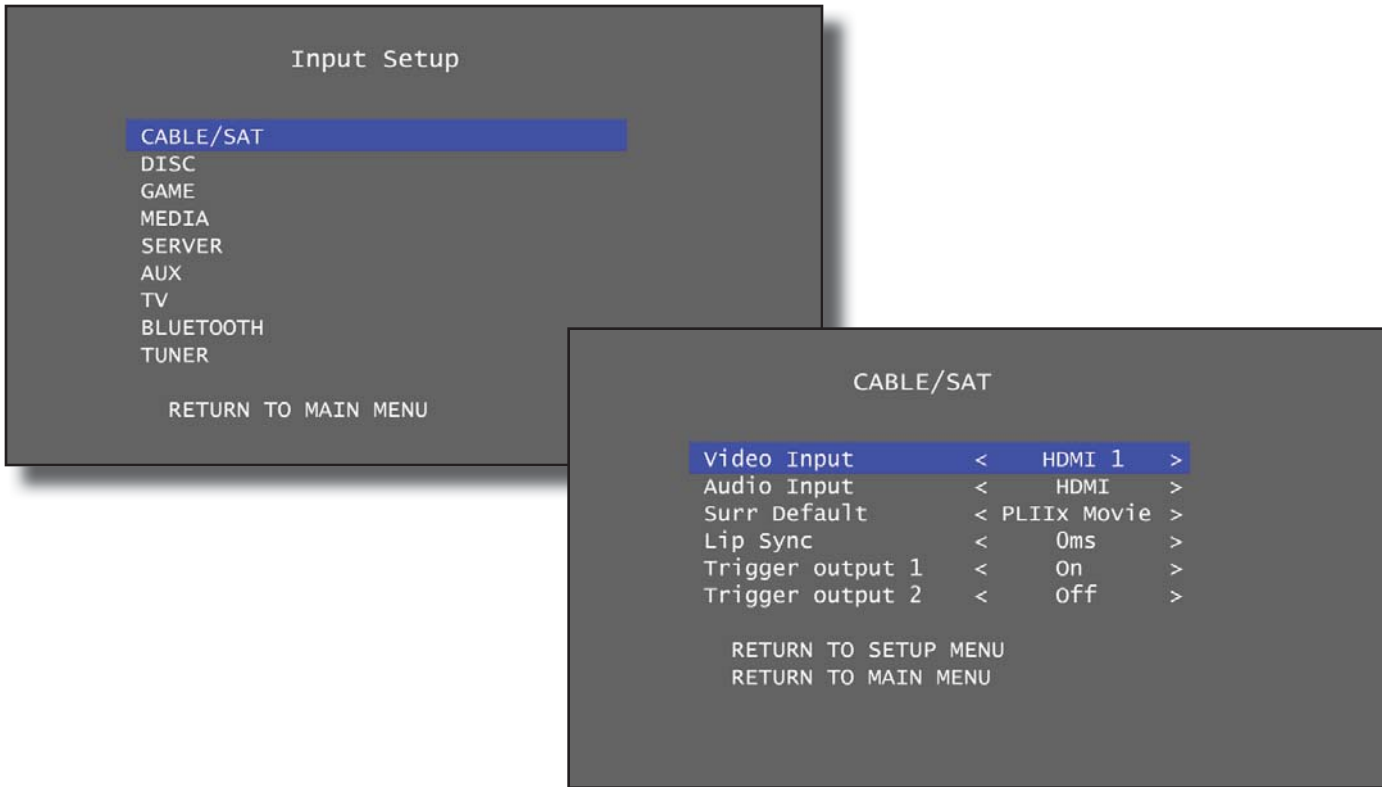 Input Setup
CABLE/SAT
DISC
GAME
MEDIA
SERVER
AUX
TV
BLUETOOTH
TUNER
RETURN TO MAIN MENU
CABLE/SAT
Video Input < HDMI 1 >
Audio Input < HDMI >
Surr Default < PLIIx Movie >
Lip Sync < 0ms >
Trigger output 1 < On >
Trigger output 2 < Off >
RETURN TO SETUP MENU
RETURN TO MAIN MENU